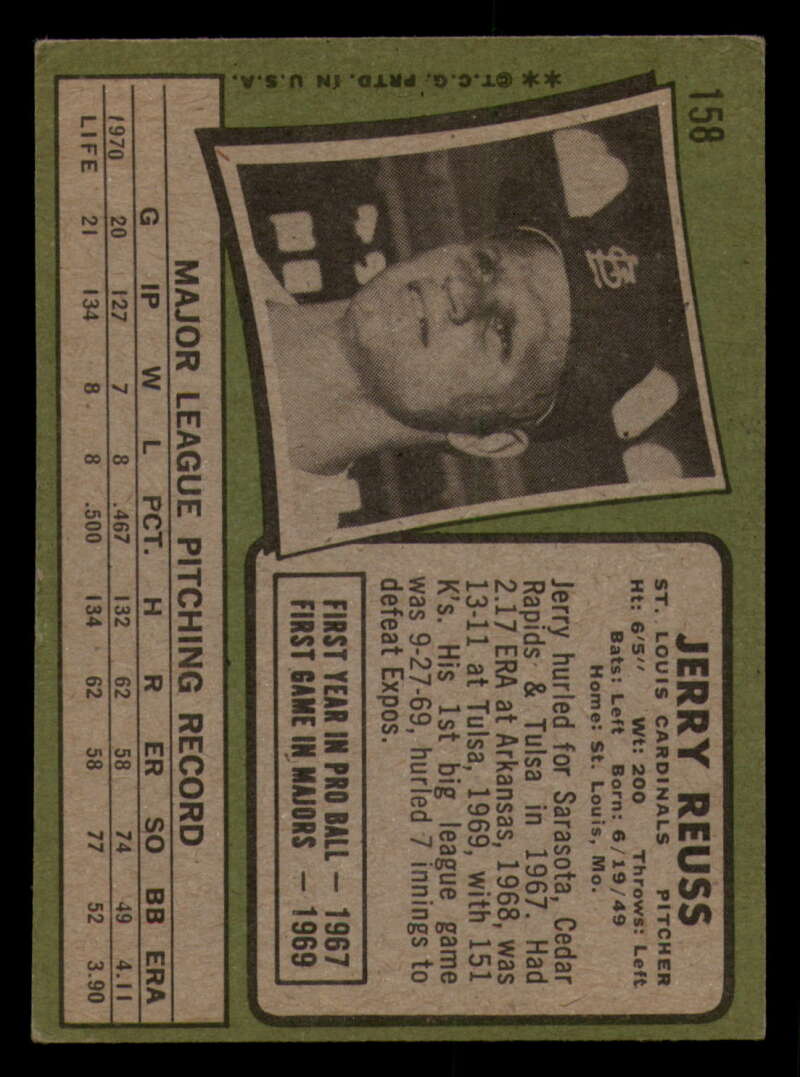 158
JERRY REUSS
ST. LOUIS CARDINALS PITCHER
Ht: 6'5" Wt: 200 Throws: Left
Bats: Left Born: 6/19/49
Home: St. Louis, Mo.
Jerry hurled for Sarasota, Cedar
Rapids & Tulsa in 1967. Had
2.17 ERA at Arkansas, 1968, was
13-11 at Tulsa, 1969, with 151
K's. His 1st big league game
was 9-27-69, hurled 7 innings to
defeat Expos.
FIRST YEAR IN PRO BALL — 1967
FIRST GAME IN MAJORS — 1969
MAJOR LEAGUE PITCHING RECORD
G IP W L PCT. H R ER SO BB ERA
1970 20 127 7 8 .467 132 62 58 74 49 4.11
LIFE 21 134 8 8 .500 134 62 58 77 52 3.90
**©T.C.G. PRTD. IN U.S.A.
STL